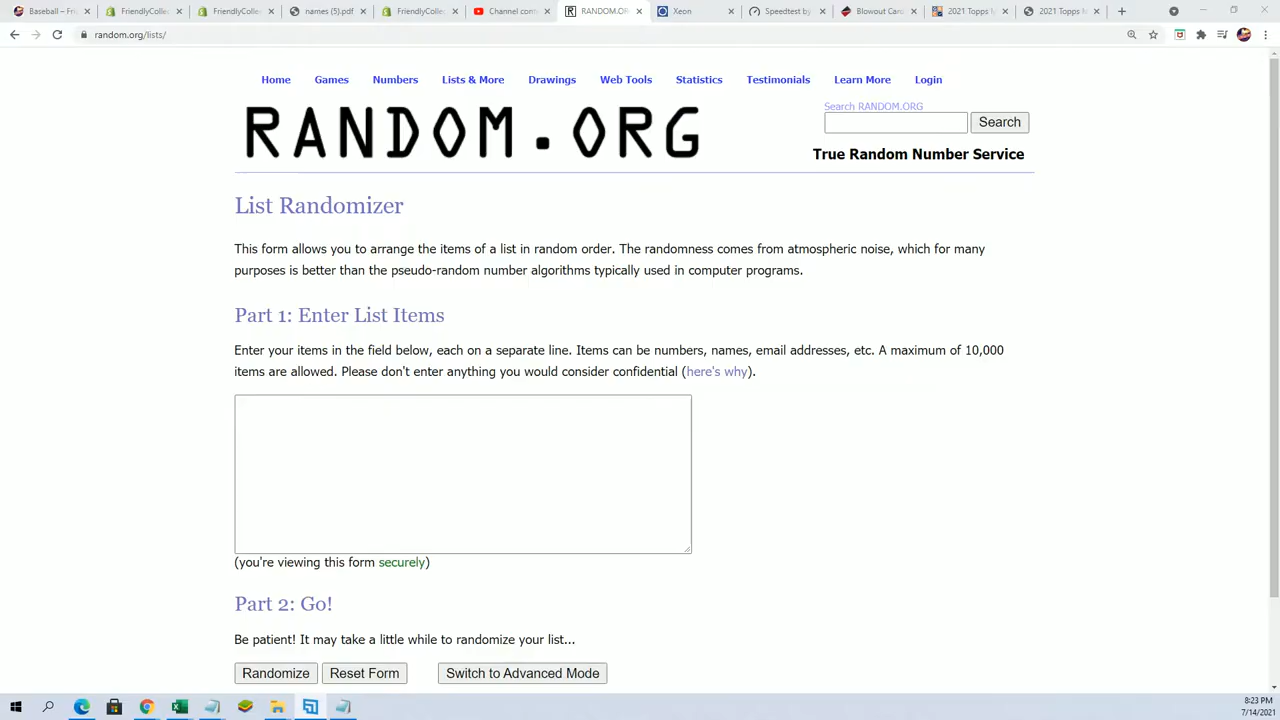 Baseball - Fri
FriendlyCollec
FriendlyCollec
names (5).pdf
FriendlyCollec
Channel cont
RANDOM.OR
Xeon
Speedtest by
Blowout Car
2021 Topps
2021 Topps
random.org/lists/
Home Games Numbers Lists & More Drawings Web Tools Statistics Testimonials Learn More Login
RANDOM.ORG
Search RANDOM.ORG
Search
True Random Number Service
List Randomizer
This form allows you to arrange the items of a list in random order. The randomness comes from atmospheric noise, which for many
purposes is better than the pseudo-random number algorithms typically used in computer programs.
Part 1: Enter List Items
Enter your items in the field below, each on a separate line. Items can be numbers, names, email addresses, etc. A maximum of 10,000
items are allowed. Please don't enter anything you would consider confidential (here's why).
(you're viewing this form securely)
Part 2: Go!
Be patient! It may take a little while to randomize your list...
Randomize Reset Form Switch to Advanced Mode
8:23 PM
7/14/2021